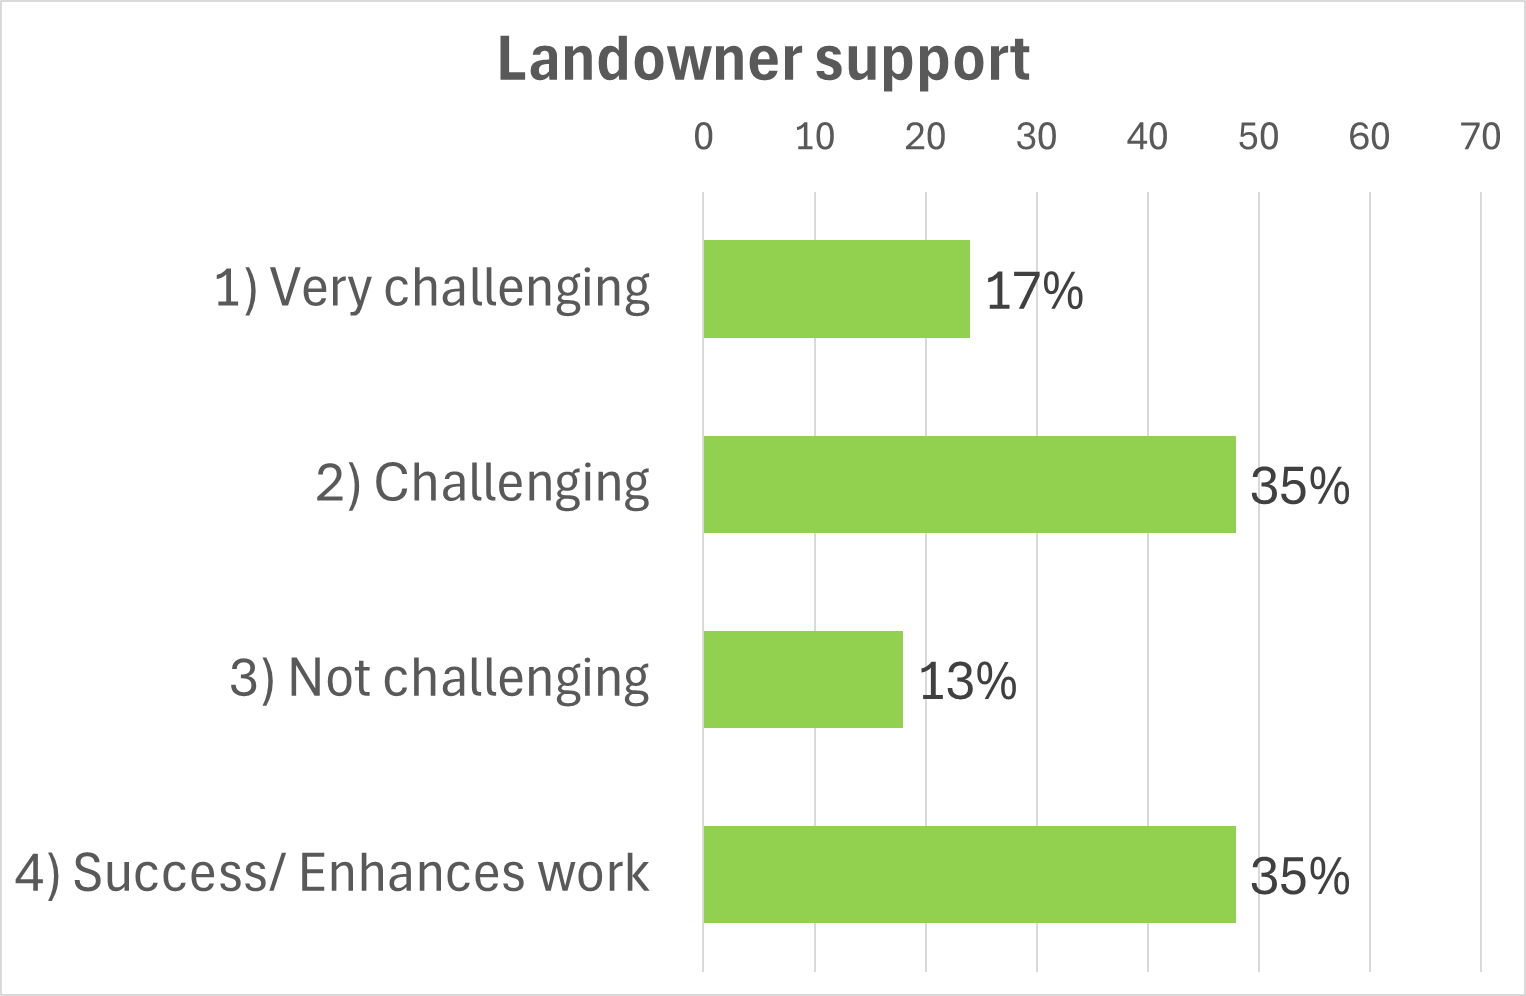 Landowner support
0 10 20 30 40 50 60 70
1) Very challenging 17%
2) Challenging 35%
3) Not challenging 13%
4) Success/ Enhances work 35%